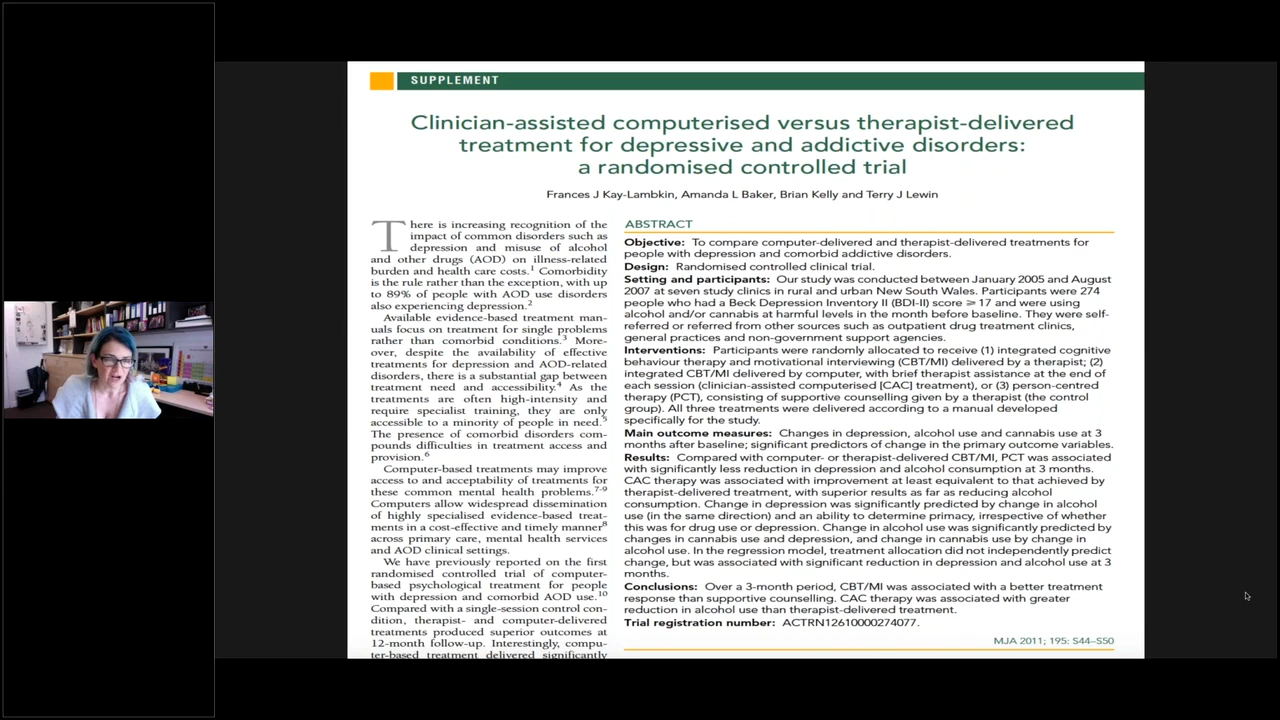 SUPPLEMENT
Clinician-assisted computerised versus therapist-delivered
treatment for depressive and addictive disorders:
a randomised controlled trial
Frances J Kay-Lambkin, Amanda L Baker, Brian Kelly and Terry J Lewin
There is increasing recognition of the
impact of common disorders such as
depression and misuse of alcohol
and other drugs (AOD) on illness-related
burden and health care costs.1 Comorbidity
is the rule rather than the exception, with up
to 89% of people with AOD use disorders
also experiencing depression.2
Available evidence-based treatment man-
uals focus on treatment for single problems
rather than comorbid conditions.3 More-
over, despite the availability of effective
treatments for depression and AOD-related
disorders, there is a substantial gap between
treatment need and accessibility.4 As the
treatments are often high-intensity and
require specialist training, they are only
accessible to a minority of people in need.5
The presence of comorbid disorders com-
pounds difficulties in treatment access and
provision.6
Computer-based treatments may improve
access to and acceptability of treatments for
these common mental health problems.7-9
Computers allow widespread dissemination
of highly specialised evidence-based treat-
ments in a cost-effective and timely manner8
across primary care, mental health services
and AOD clinical settings.
We have previously reported on the first
randomised controlled trial of computer-
based psychological treatment for people
with depression and comorbid AOD use.10
Compared with a single-session control con-
dition, therapist- and computer-delivered
treatments produced superior outcomes at
12-month follow-up. Interestingly, compu-
ter-based treatment delivered significantly
ABSTRACT
Objective: To compare computer-delivered and therapist-delivered treatments for
people with depression and comorbid addictive disorders.
Design: Randomised controlled clinical trial.
Setting and participants: Our study was conducted between January 2005 and August
2007 at seven study clinics in rural and urban New South Wales. Participants were 274
people who had a Beck Depression Inventory II (BDI-II) score ⩾ 17 and were using
alcohol and/or cannabis at harmful levels in the month before baseline. They were self-
referred or referred from other sources such as outpatient drug treatment clinics,
general practices and non-government support agencies.
Interventions: Participants were randomly allocated to receive (1) integrated cognitive
behaviour therapy and motivational interviewing (CBT/MI) delivered by a therapist; (2)
integrated CBT/MI delivered by computer, with brief therapist assistance at the end of
each session (clinician-assisted computerised [CAC] treatment), or (3) person-centred
therapy (PCT), consisting of supportive counselling given by a therapist (the control
group). All three treatments were delivered according to a manual developed
specifically for the study.
Main outcome measures: Changes in depression, alcohol use and cannabis use at 3
months after baseline; significant predictors of change in the primary outcome variables.
Results: Compared with computer- or therapist-delivered CBT/MI, PCT was associated
with significantly less reduction in depression and alcohol consumption at 3 months.
CAC therapy was associated with improvement at least equivalent to that achieved by
therapist-delivered treatment, with superior results as far as reducing alcohol
consumption. Change in depression was significantly predicted by change in alcohol
use (in the same direction) and an ability to determine primacy, irrespective of whether
this was for drug use or depression. Change in alcohol use was significantly predicted by
changes in cannabis use and depression, and change in cannabis use by change in
alcohol use. In the regression model, treatment allocation did not independently predict
change, but was associated with significant reduction in depression and alcohol use at 3
months.
Conclusions: Over a 3-month period, CBT/MI was associated with a better treatment
response than supportive counselling. CAC therapy was associated with greater
reduction in alcohol use than therapist-delivered treatment.
Trial registration number: ACTRN12610000274077.
MJA 2011; 195: S44–S50